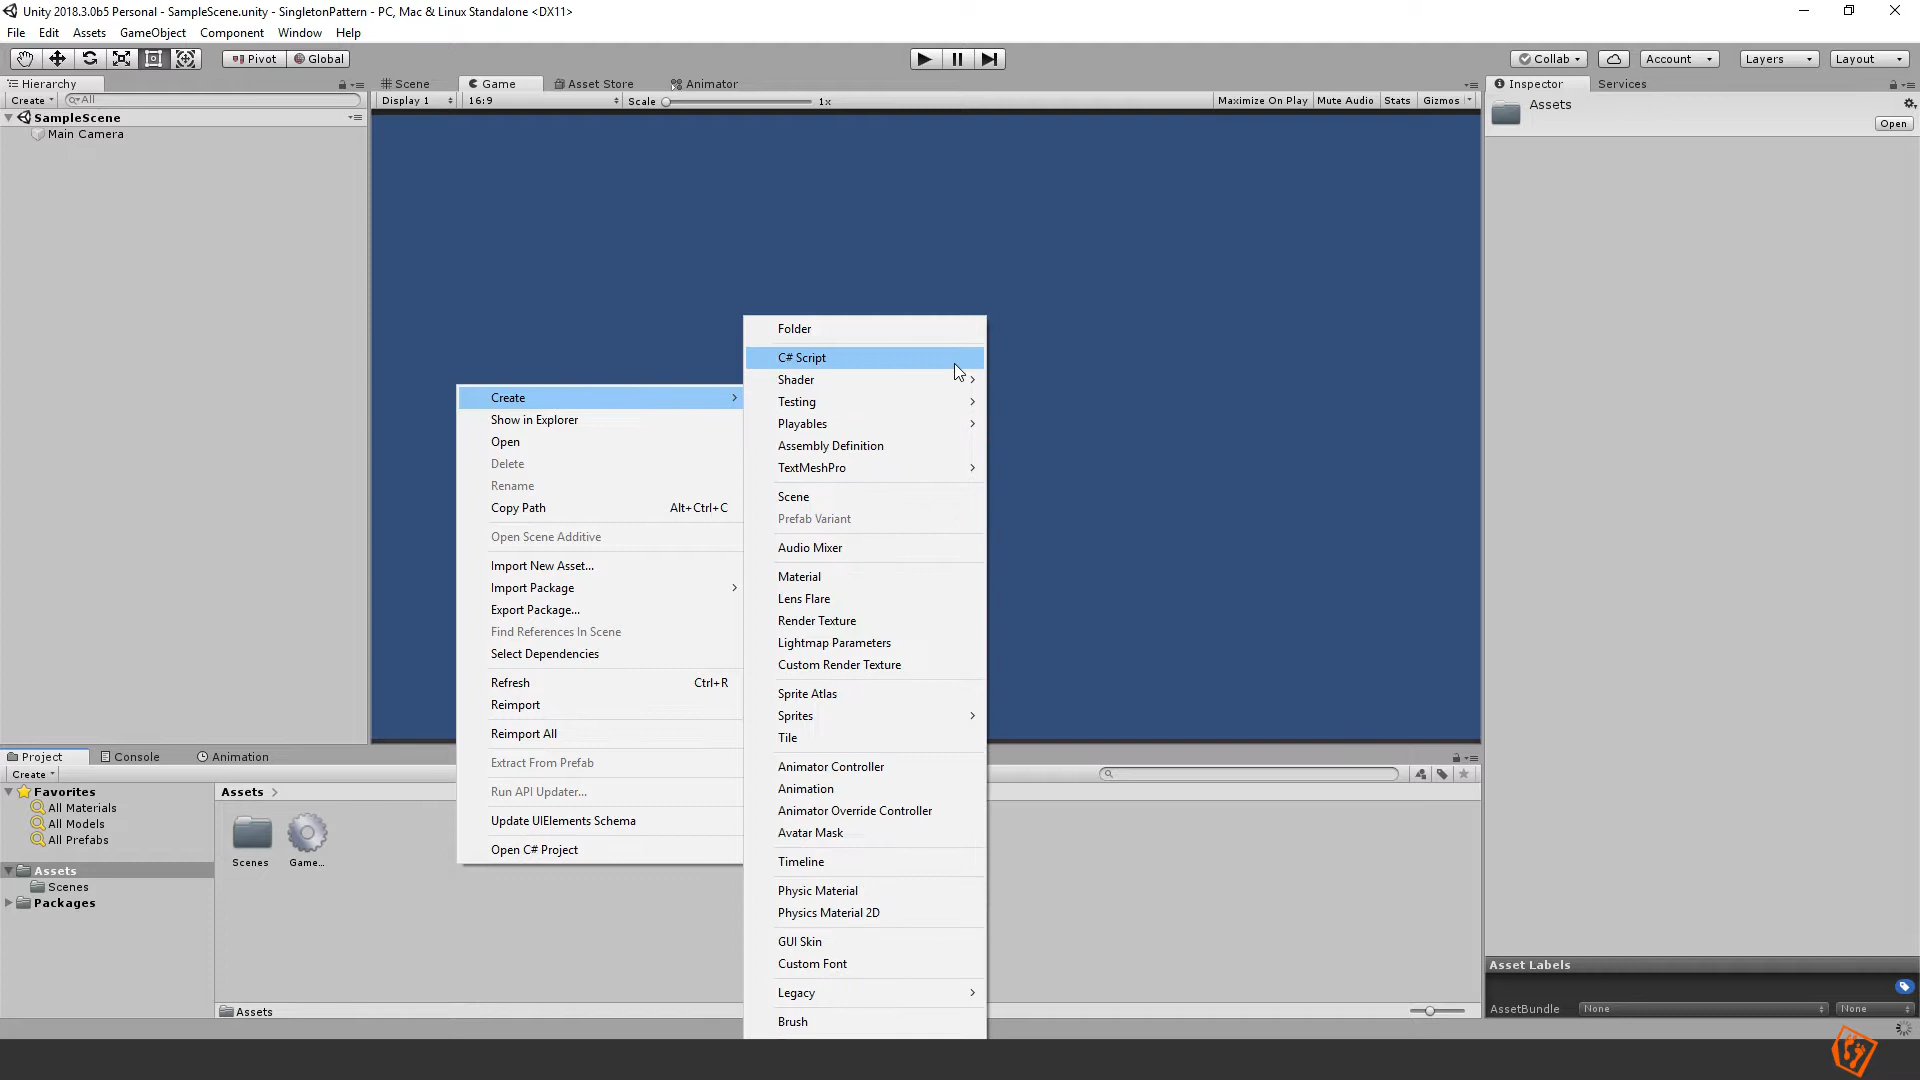 Unity 2018.3.0b5 Personal - SampleScene.unity - SingletonPattern - PC, Mac & Linux Standalone <DX11>
File Edit Assets GameObject Component Window Help
Pivot Global Collab Account Layers Layout
Hierarchy
Create All
SampleScene
Main Camera
Scene Game Asset Store Animator
Display 1 16:9 Scale 1x Maximize On Play Mute Audio Stats Gizmos
Inspector Services
Assets
Open
Create
Show in Explorer
Open
Delete
Rename
Copy Path Alt+Ctrl+C
Open Scene Additive
Import New Asset...
Import Package
Export Package...
Find References In Scene
Select Dependencies
Refresh Ctrl+R
Reimport
Reimport All
Extract From Prefab
Run API Updater...
Update UIElements Schema
Open C# Project
Folder
C# Script
Shader
Testing
Playables
Assembly Definition
TextMeshPro
Scene
Prefab Variant
Audio Mixer
Material
Lens Flare
Render Texture
Lightmap Parameters
Custom Render Texture
Sprite Atlas
Sprites
Tile
Animator Controller
Animation
Animator Override Controller
Avatar Mask
Timeline
Physic Material
Physics Material 2D
GUI Skin
Custom Font
Legacy
Brush
Project Console Animation
Create
Favorites
All Materials
All Models
All Prefabs
Assets
Scenes
Packages
Assets
Scenes Game...
Assets
Asset Labels
AssetBundle None None